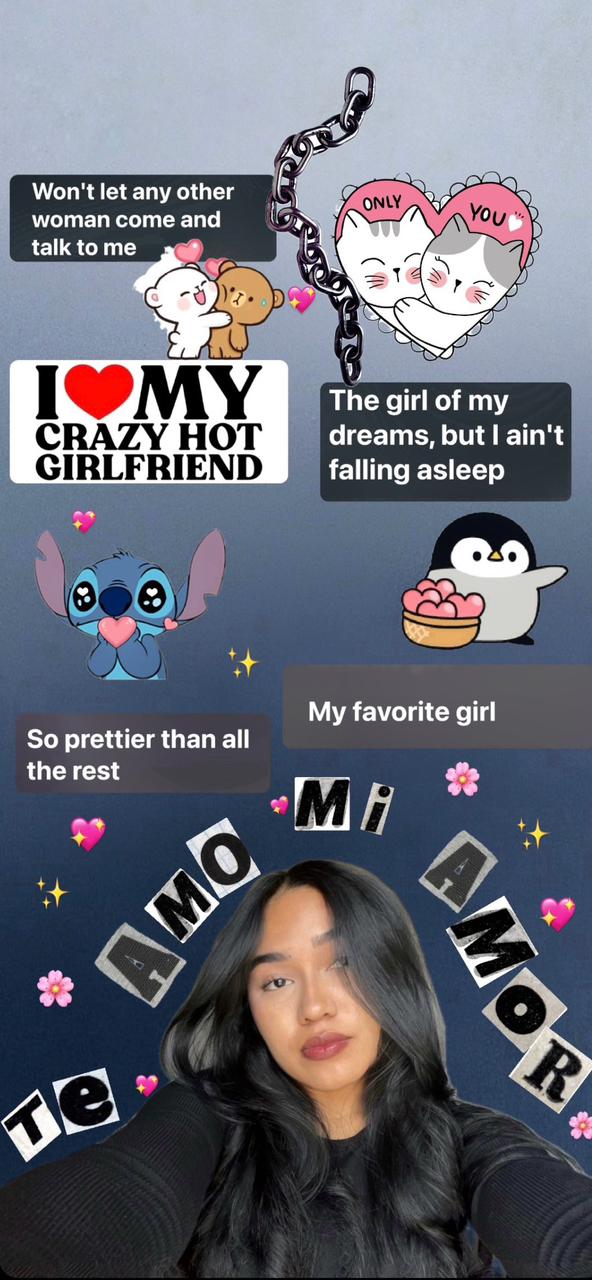 Won't let any other
woman come and
talk to me
ONLY YOU
I❤️MY
CRAZY HOT
GIRLFRIEND
The girl of my
dreams, but I ain't
falling asleep
My favorite girl
So prettier than all
the rest
Te AMO Mi AMOR